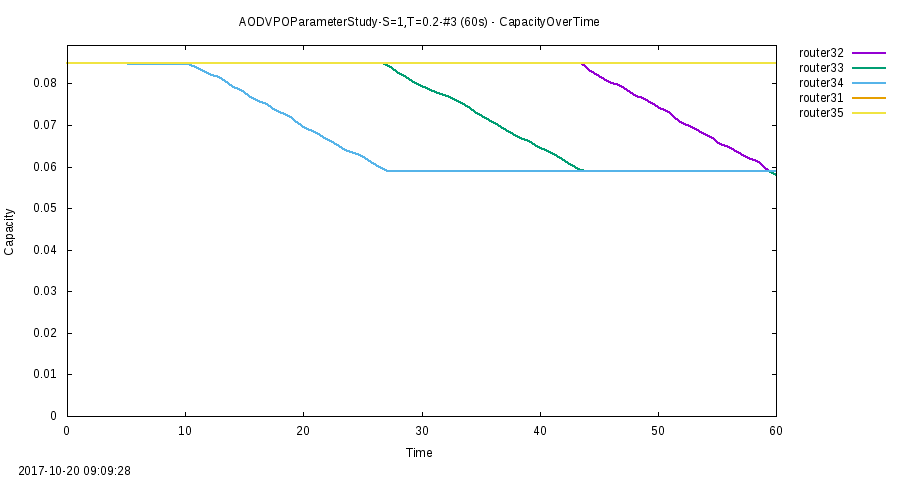 AODVPOParameterStudy-S=1,T=0.2-#3 (60s) - CapacityOverTime
router32
router33
router34
router31
router35
0.08
0.07
0.06
0.05
0.04
0.03
0.02
0.01
0
Capacity
0 10 20 30 40 50 60
Time
2017-10-20 09:09:28